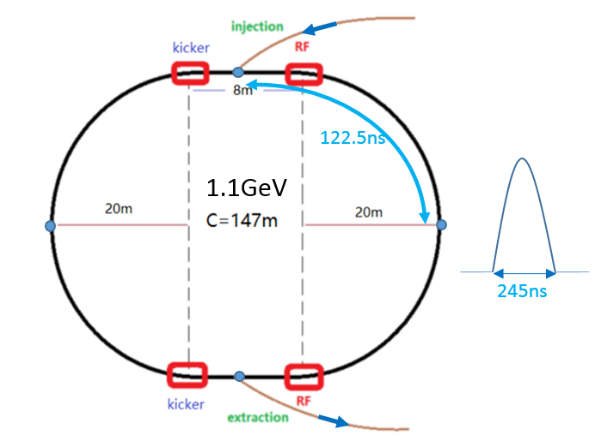 injection
kicker
RF
8m
122.5ns
1.1GeV
20m
C=147m
20m
245ns
kicker
RF
extraction